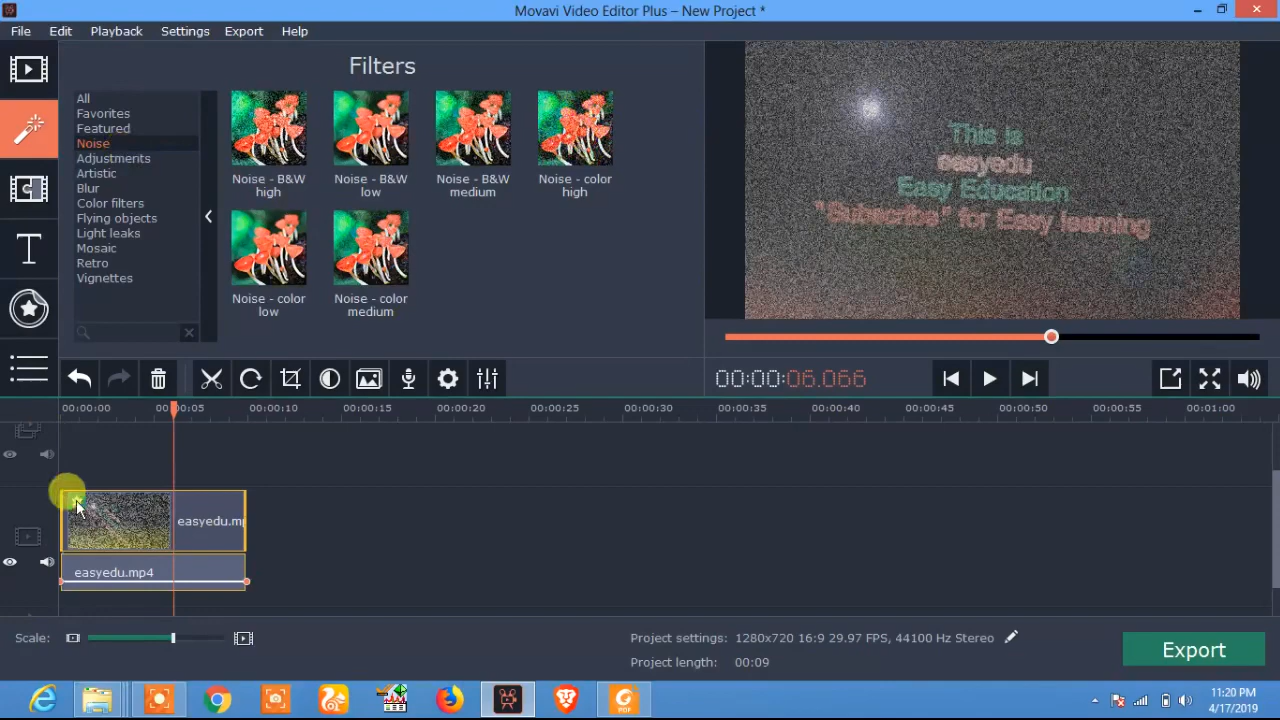 Movavi Video Editor Plus – New Project *
File Edit Playback Settings Export Help
Filters
All
Favorites
Featured
Noise
Adjustments
Artistic
Blur
Color filters
Flying objects
Light leaks
Mosaic
Retro
Vignettes
Noise - B&W
high
Noise - B&W
low
Noise - B&W
medium
Noise - color
high
Noise - color
low
Noise - color
medium
This is
easyedu
Easy Education
"Subscribe" for Easy learning
00:00:06.066
00:00:00 00:00:05 00:00:10 00:00:15 00:00:20 00:00:25 00:00:30 00:00:35 00:00:40 00:00:45 00:00:50 00:00:55 00:01:00
easyedu.mp
easyedu.mp4
Scale:
Project settings: 1280x720 16:9 29.97 FPS, 44100 Hz Stereo
Project length: 00:09
Export
PDF
11:20 PM
4/17/2019